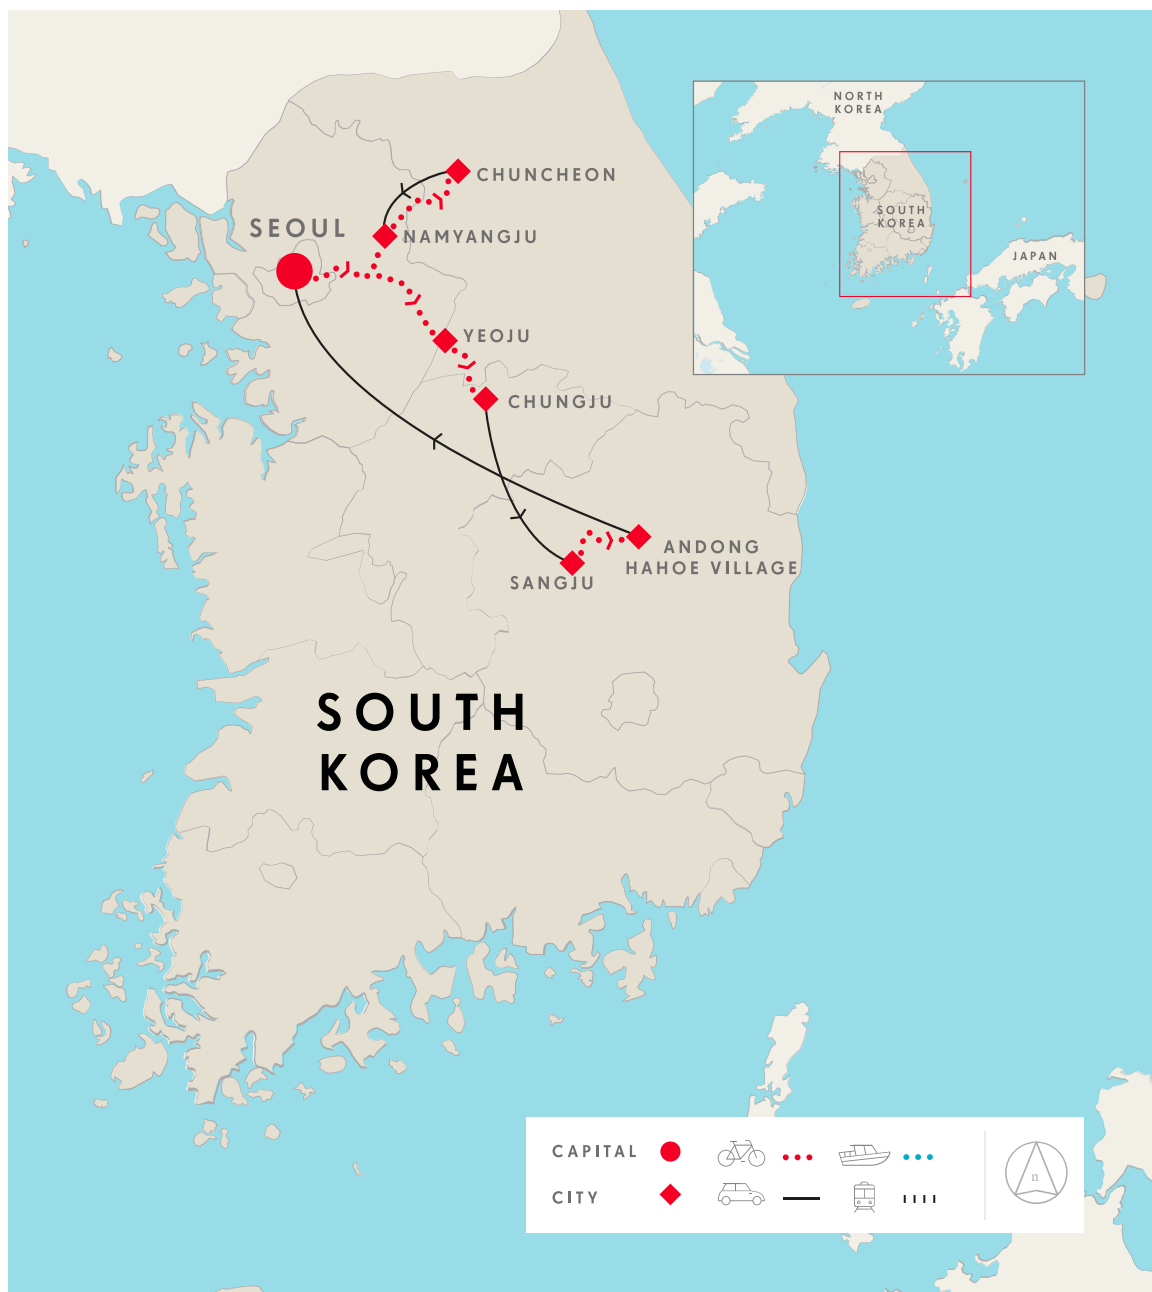 NORTH
KOREA
SOUTH
KOREA
JAPAN
CHUNCHEON
SEOUL
NAMYANGJU
YEOJU
CHUNGJU
ANDONG
HAHOE VILLAGE
SANGJU
SOUTH
KOREA
CAPITAL
CITY
n